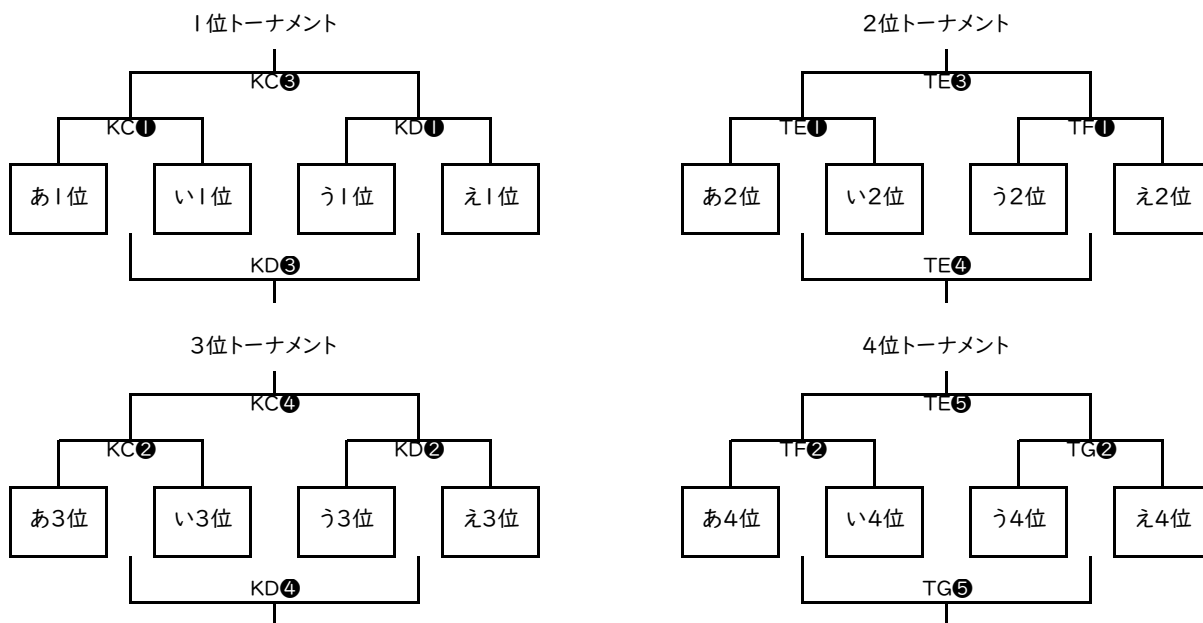 1位トーナメント
KC❸
KC❶ KD❶
あ1位 い1位 う1位 え1位
KD❸
2位トーナメント
TE❸
TE❶ TF❶
あ2位 い2位 う2位 え2位
TE❹
3位トーナメント
KC❹
KC❷ KD❷
あ3位 い3位 う3位 え3位
KD❹
4位トーナメント
TE❺
TF❷ TG❷
あ4位 い4位 う4位 え4位
TG❺